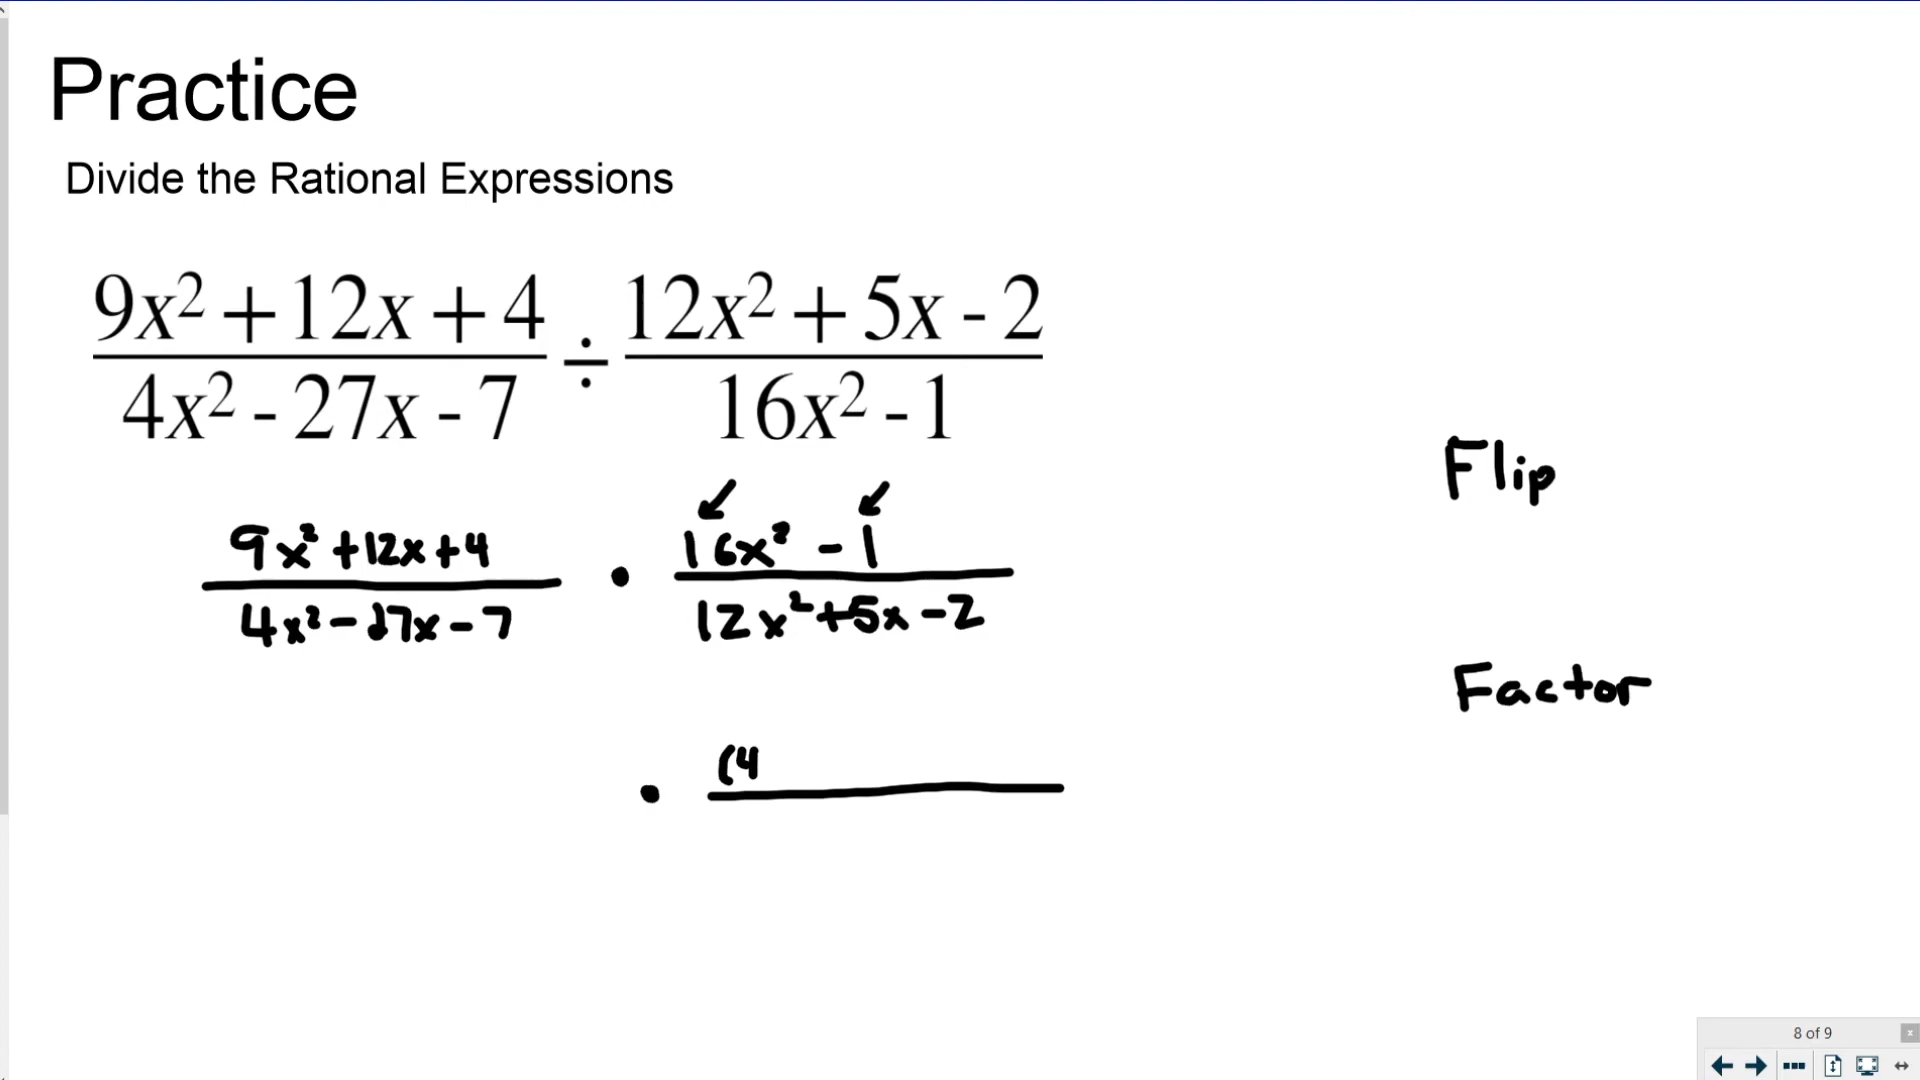 Practice
Divide the Rational Expressions
9x² + 12x + 4 / 4x² - 27x - 7 ÷ 12x² + 5x - 2 / 16x² - 1
Flip
9x² + 12x + 4 / 4x² - 27x - 7 • 16x² - 1 / 12x² + 5x - 2
Factor
• (4
8 of 9